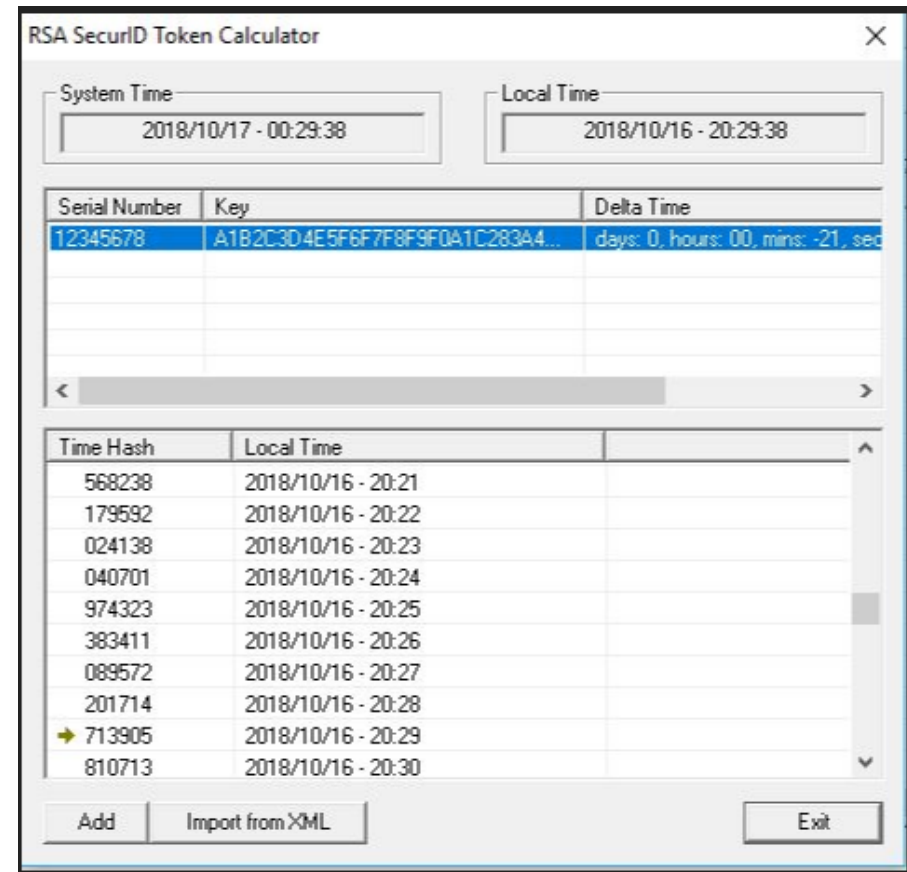 RSA SecurID Token Calculator
System Time
Local Time
2018/10/17 - 00:29:38
2018/10/16 - 20:29:38
Serial Number Key Delta Time
12345678 A1B2C3D4E5F6F7F8F9F0A1C283A4... days: 0, hours: 00, mins: -21, sec
Time Hash Local Time
568238 2018/10/16 - 20:21
179592 2018/10/16 - 20:22
024138 2018/10/16 - 20:23
040701 2018/10/16 - 20:24
974323 2018/10/16 - 20:25
383411 2018/10/16 - 20:26
089572 2018/10/16 - 20:27
201714 2018/10/16 - 20:28
713905 2018/10/16 - 20:29
810713 2018/10/16 - 20:30
Add Import from XML Exit